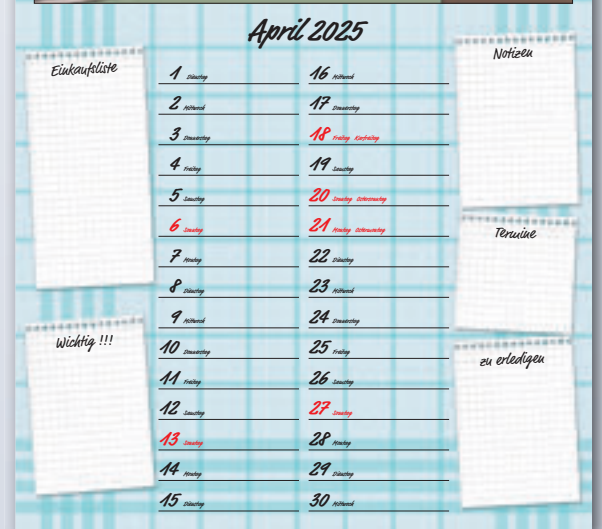 April 2025
Einkaufsliste
Wichtig !!!
1 Dienstag
2 Mittwoch
3 Donnerstag
4 Freitag
5 Samstag
6 Sonntag
7 Montag
8 Dienstag
9 Mittwoch
10 Donnerstag
11 Freitag
12 Samstag
13 Sonntag
14 Montag
15 Dienstag
16 Mittwoch
17 Donnerstag
18 Freitag Karfreitag
19 Samstag
20 Sonntag Ostersonntag
21 Montag Ostermontag
22 Dienstag
23 Mittwoch
24 Donnerstag
25 Freitag
26 Samstag
27 Sonntag
28 Montag
29 Dienstag
30 Mittwoch
Notizen
Termine
zu erledigen